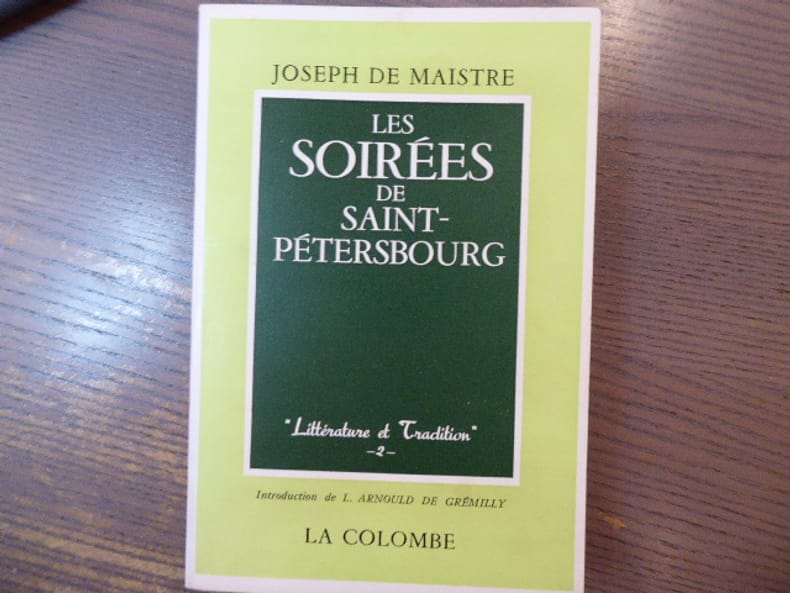 JOSEPH DE MAISTRE
LES
SOIRÉES
DE
SAINT-
PÉTERSBOURG
"Littérature et Tradition"
-2-
Introduction de L. ARNOULD DE GRÉMILLY
LA COLOMBE